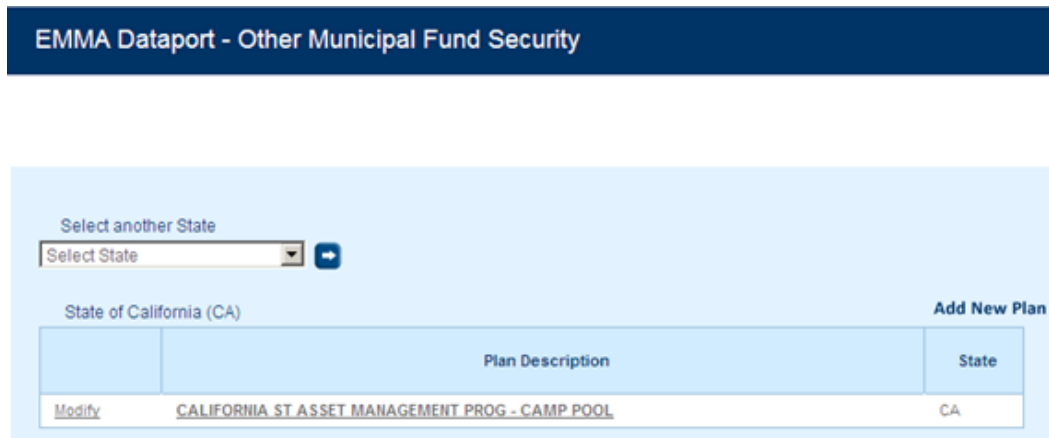 EMMA Dataport - Other Municipal Fund Security
Select another State
Select State
State of California (CA) Add New Plan
Plan Description State
Modify CALIFORNIA ST ASSET MANAGEMENT PROG - CAMP POOL CA